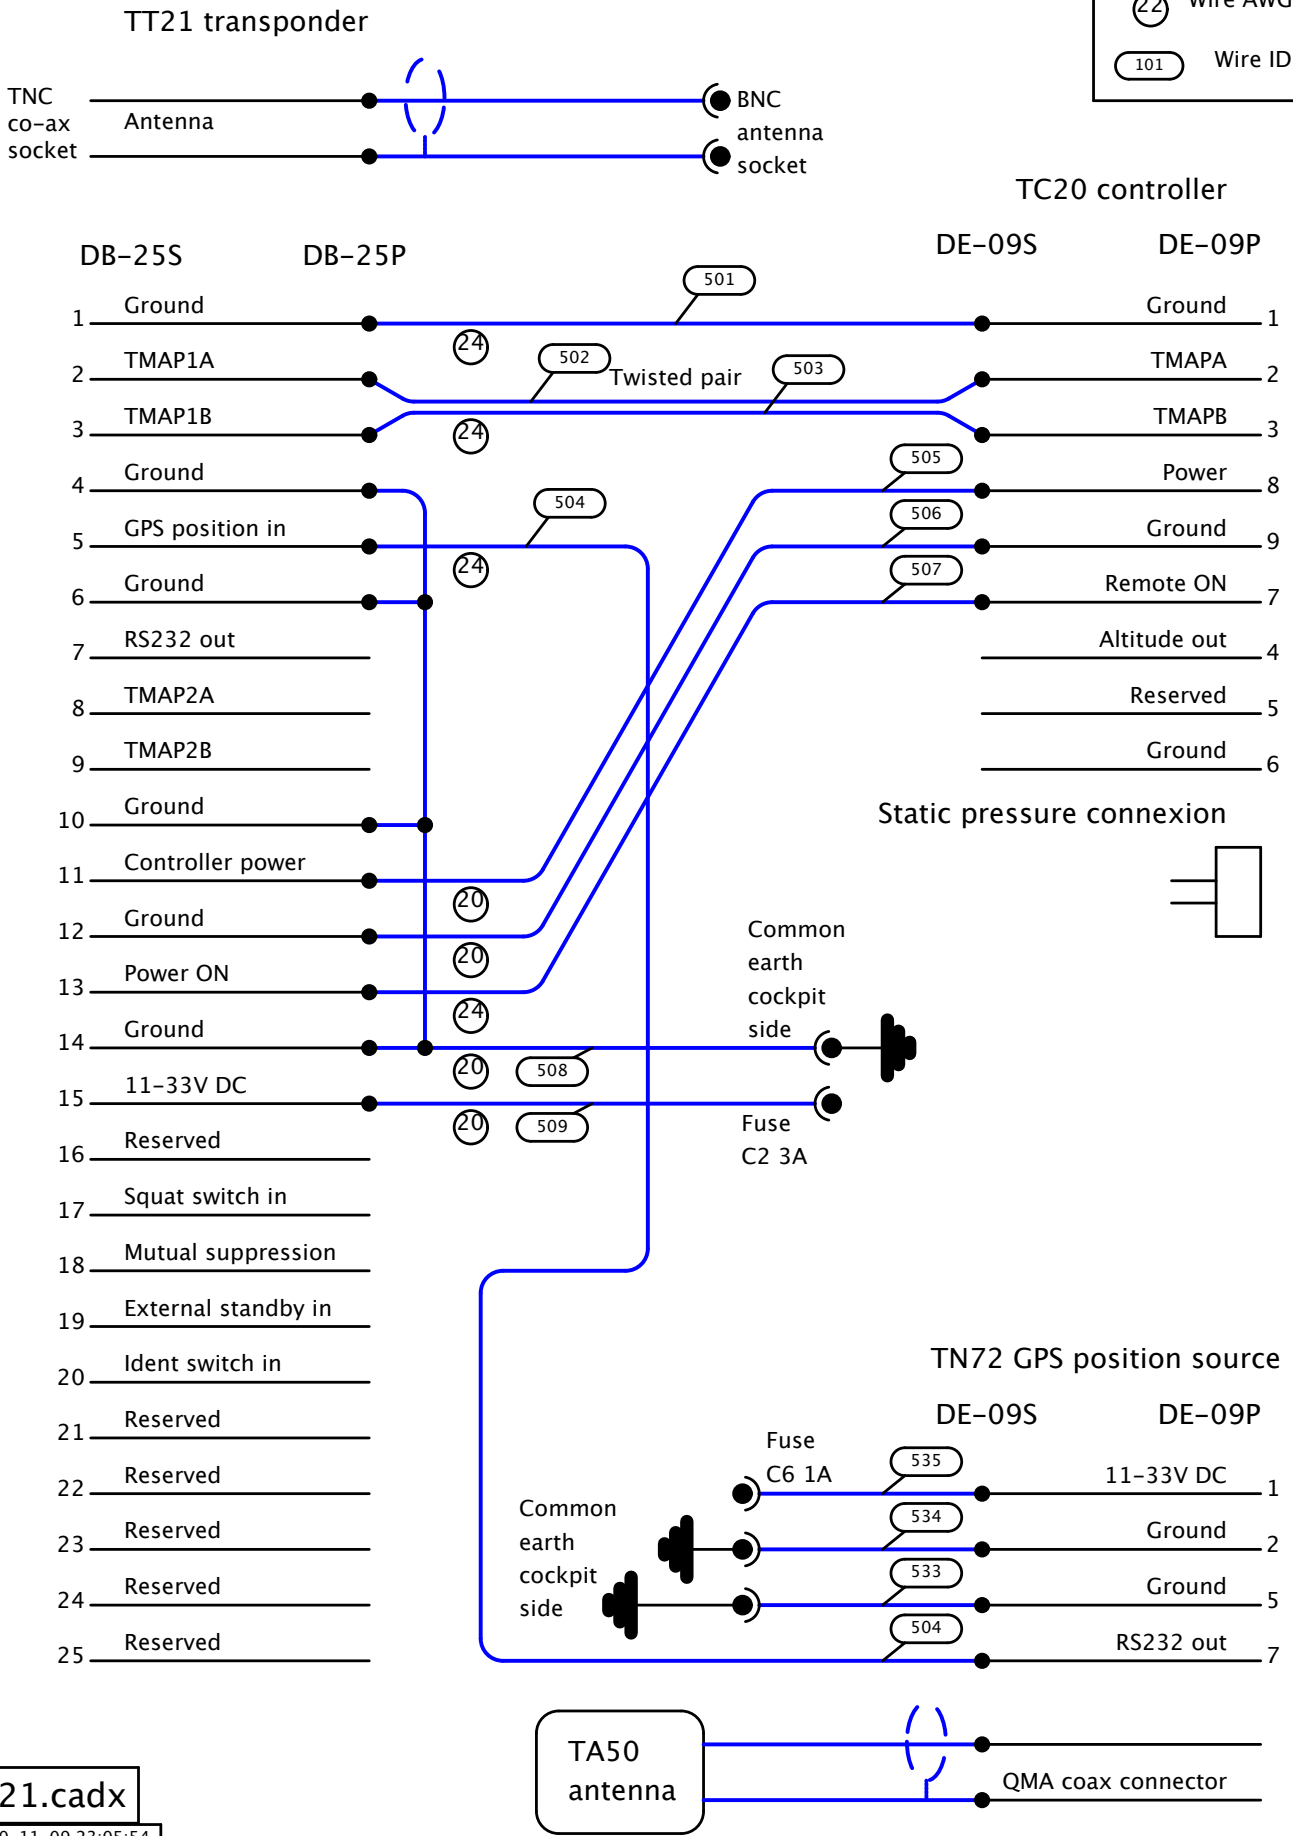 TT21 transponder
22 Wire AWG
101 Wire ID
TNC
co-ax
socket
Antenna
BNC
antenna
socket
TC20 controller
DB-25S DB-25P DE-09S DE-09P
501
1 Ground Ground 1
24
502 Twisted pair 503
2 TMAP1A TMAPA 2
3 TMAP1B TMAPB 3
24
505
4 Ground Power 8
504 506
5 GPS position in Ground 9
24
507
6 Ground Remote ON 7
7 RS232 out Altitude out 4
8 TMAP2A Reserved 5
9 TMAP2B Ground 6
10 Ground
Static pressure connexion
11 Controller power
20
12 Ground
20
13 Power ON
24
Common
earth
cockpit
side
14 Ground
20 508
15 11-33V DC
20 509
Fuse
C2 3A
16 Reserved
17 Squat switch in
18 Mutual suppression
19 External standby in
20 Ident switch in
21 Reserved
22 Reserved
23 Reserved
24 Reserved
25 Reserved
TN72 GPS position source
DE-09S DE-09P
Fuse
C6 1A
535
11-33V DC 1
534
Ground 2
Common
earth
cockpit
side
533
Ground 5
504
RS232 out 7
TA50
antenna
QMA coax connector
21.cadx